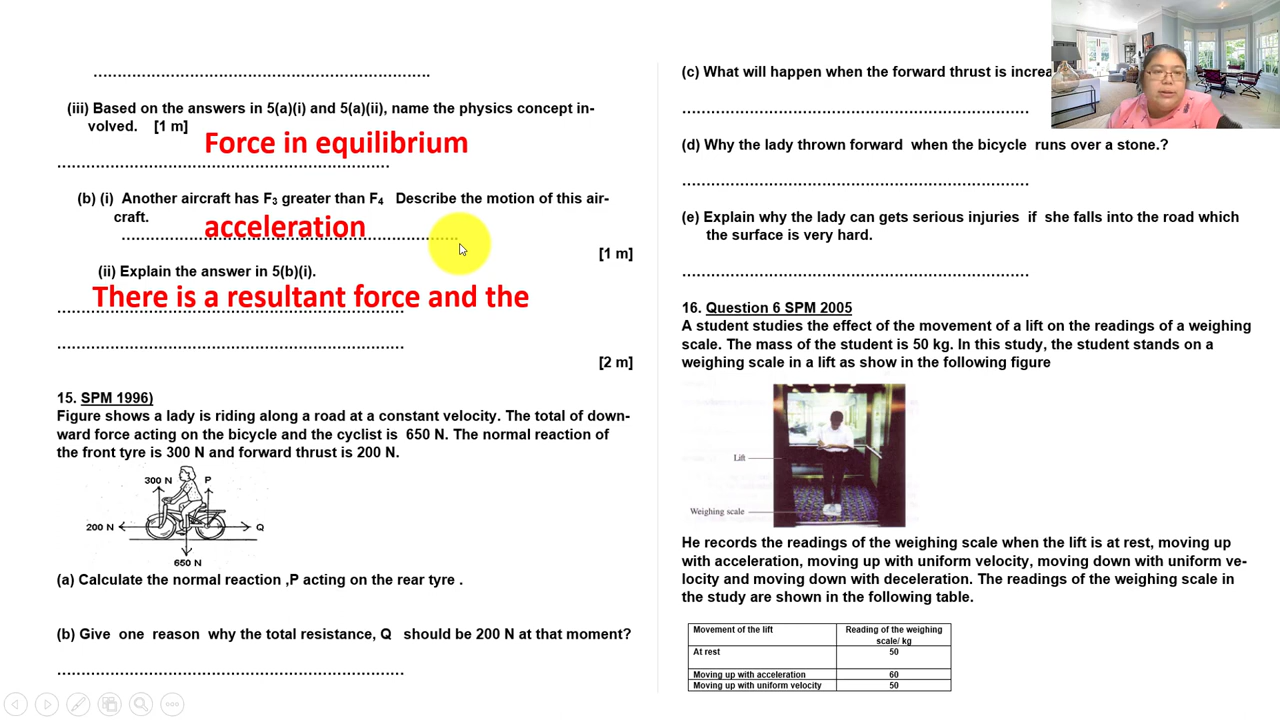 ....................................................................
(iii) Based on the answers in 5(a)(i) and 5(a)(ii), name the physics concept in-
volved. [1 m]
Force in equilibrium
....................................................................
(b) (i) Another aircraft has F₃ greater than F₄ Describe the motion of this air-
craft.
acceleration
....................................................................
[1 m]
(ii) Explain the answer in 5(b)(i).
There is a resultant force and the
......................................................................
......................................................................
[2 m]
15. SPM 1996)
Figure shows a lady is riding along a road at a constant velocity. The total of down-
ward force acting on the bicycle and the cyclist is 650 N. The normal reaction of
the front tyre is 300 N and forward thrust is 200 N.
300 N P
200 N Q
650 N
(a) Calculate the normal reaction ,P acting on the rear tyre .
(b) Give one reason why the total resistance, Q should be 200 N at that moment?
......................................................................
(c) What will happen when the forward thrust is increa
......................................................................
(d) Why the lady thrown forward when the bicycle runs over a stone.?
......................................................................
(e) Explain why the lady can gets serious injuries if she falls into the road which
the surface is very hard.
......................................................................
16. Question 6 SPM 2005
A student studies the effect of the movement of a lift on the readings of a weighing
scale. The mass of the student is 50 kg. In this study, the student stands on a
weighing scale in a lift as show in the following figure
Lift
Weighing scale
He records the readings of the weighing scale when the lift is at rest, moving up
with acceleration, moving up with uniform velocity, moving down with uniform ve-
locity and moving down with deceleration. The readings of the weighing scale in
the study are shown in the following table.
Movement of the lift Reading of the weighing
scale/ kg
At rest 50
Moving up with acceleration 60
Moving up with uniform velocity 50